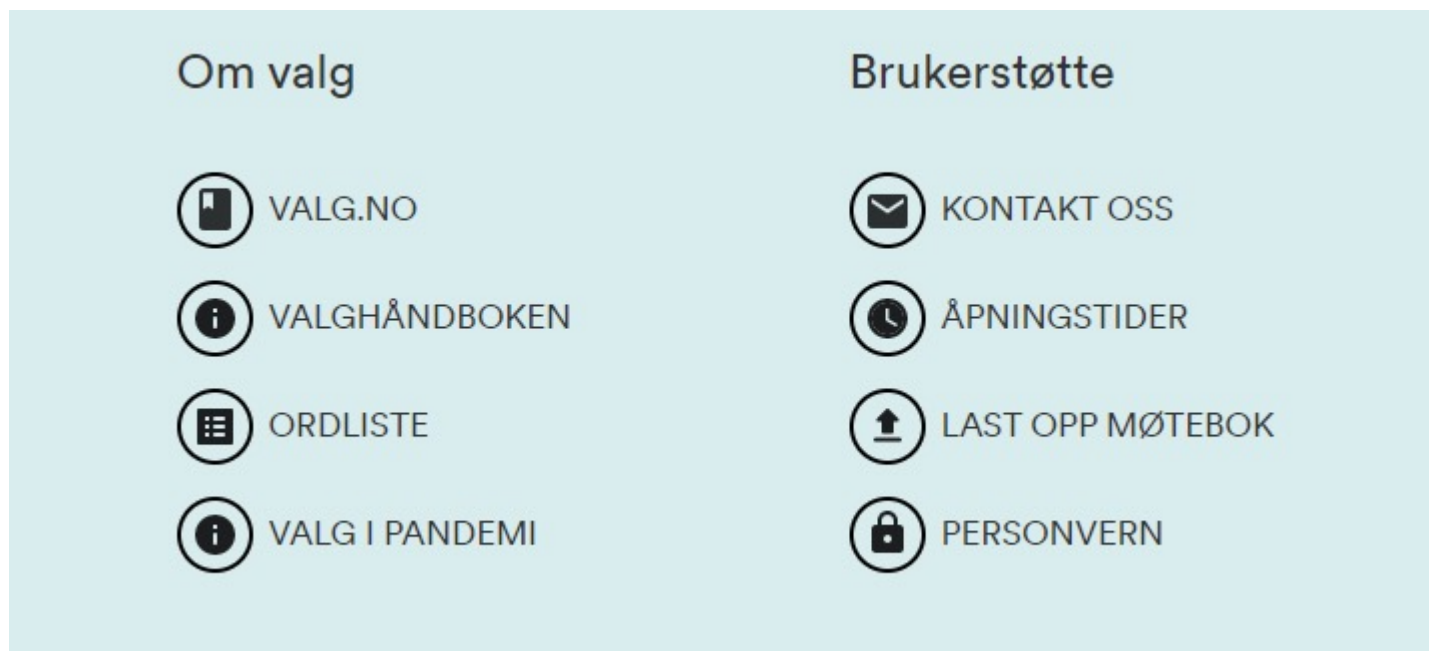 Om valg
VALG.NO
VALGHÅNDBOKEN
ORDLISTE
VALG I PANDEMI
Brukerstøtte
KONTAKT OSS
ÅPNINGSTIDER
LAST OPP MØTEBOK
PERSONVERN